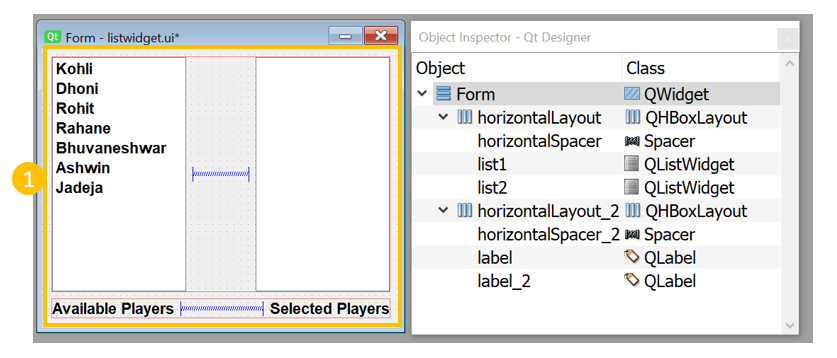 Qt Form - listwidget.ui*
Kohli
Dhoni
Rohit
Rahane
Bhuvaneshwar
Ashwin
Jadeja
1
Available Players Selected Players
Object Inspector - Qt Designer
Object Class
Form QWidget
horizontalLayout QHBoxLayout
horizontalSpacer Spacer
list1 QListWidget
list2 QListWidget
horizontalLayout_2 QHBoxLayout
horizontalSpacer_2 Spacer
label QLabel
label_2 QLabel